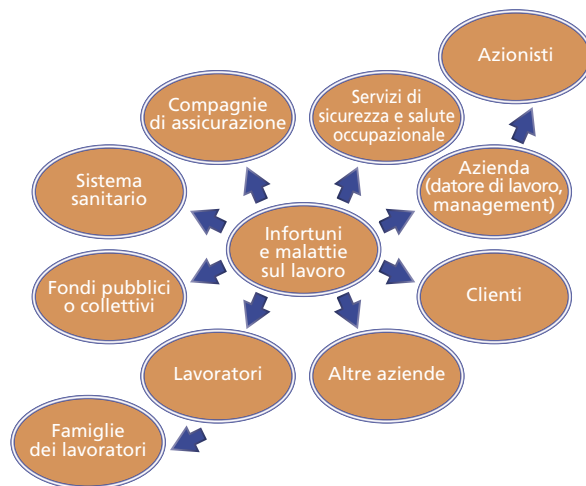 Azionisti
Compagnie
di assicurazione
Servizi di
sicurezza e salute
occupazionale
Sistema
sanitario
Azienda
(datore di lavoro,
management)
Infortuni
e malattie
sul lavoro
Fondi pubblici
o collettivi
Clienti
Lavoratori
Altre aziende
Famiglie
dei lavoratori